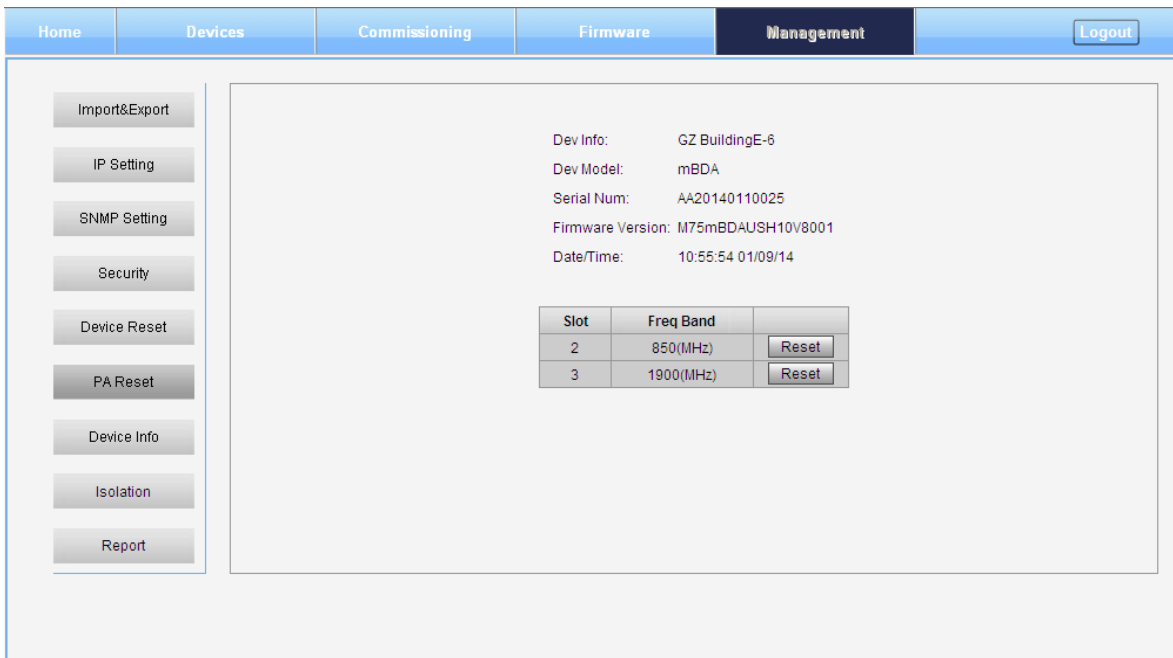 Home Devices Commissioning Firmware Management Logout
Import&Export
IP Setting
SNMP Setting
Security
Device Reset
PA Reset
Device Info
Isolation
Report
Dev Info: GZ BuildingE-6
Dev Model: mBDA
Serial Num: AA20140110025
Firmware Version: M75mBDAUSH10V8001
Date/Time: 10:55:54 01/09/14
Slot Freq Band
2 850(MHz) Reset
3 1900(MHz) Reset